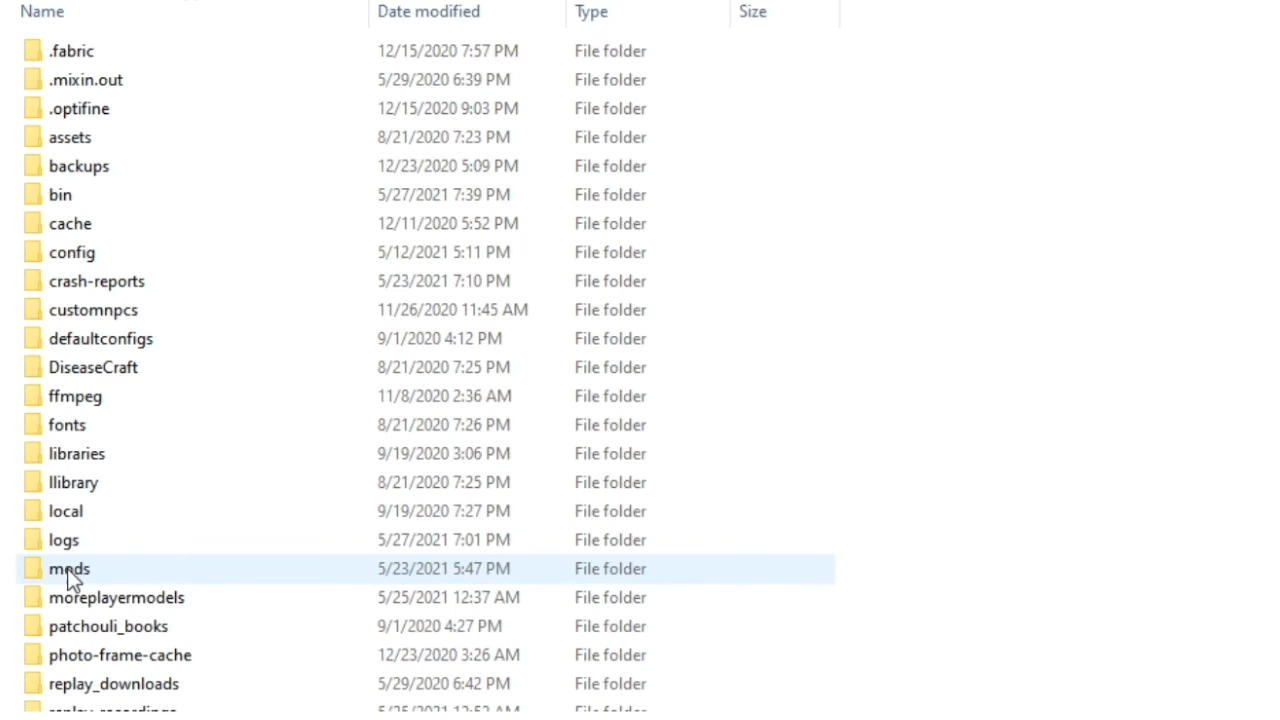 Name Date modified Type Size
.fabric 12/15/2020 7:57 PM File folder
.mixin.out 5/29/2020 6:39 PM File folder
.optifine 12/15/2020 9:03 PM File folder
assets 8/21/2020 7:23 PM File folder
backups 12/23/2020 5:09 PM File folder
bin 5/27/2021 7:39 PM File folder
cache 12/11/2020 5:52 PM File folder
config 5/12/2021 5:11 PM File folder
crash-reports 5/23/2021 7:10 PM File folder
customnpcs 11/26/2020 11:45 AM File folder
defaultconfigs 9/1/2020 4:12 PM File folder
DiseaseCraft 8/21/2020 7:25 PM File folder
ffmpeg 11/8/2020 2:36 AM File folder
fonts 8/21/2020 7:26 PM File folder
libraries 9/19/2020 3:06 PM File folder
llibrary 8/21/2020 7:25 PM File folder
local 9/19/2020 7:27 PM File folder
logs 5/27/2021 7:01 PM File folder
mods 5/23/2021 5:47 PM File folder
moreplayermodels 5/25/2021 12:37 AM File folder
patchouli_books 9/1/2020 4:27 PM File folder
photo-frame-cache 12/23/2020 3:26 AM File folder
replay_downloads 5/29/2020 6:42 PM File folder